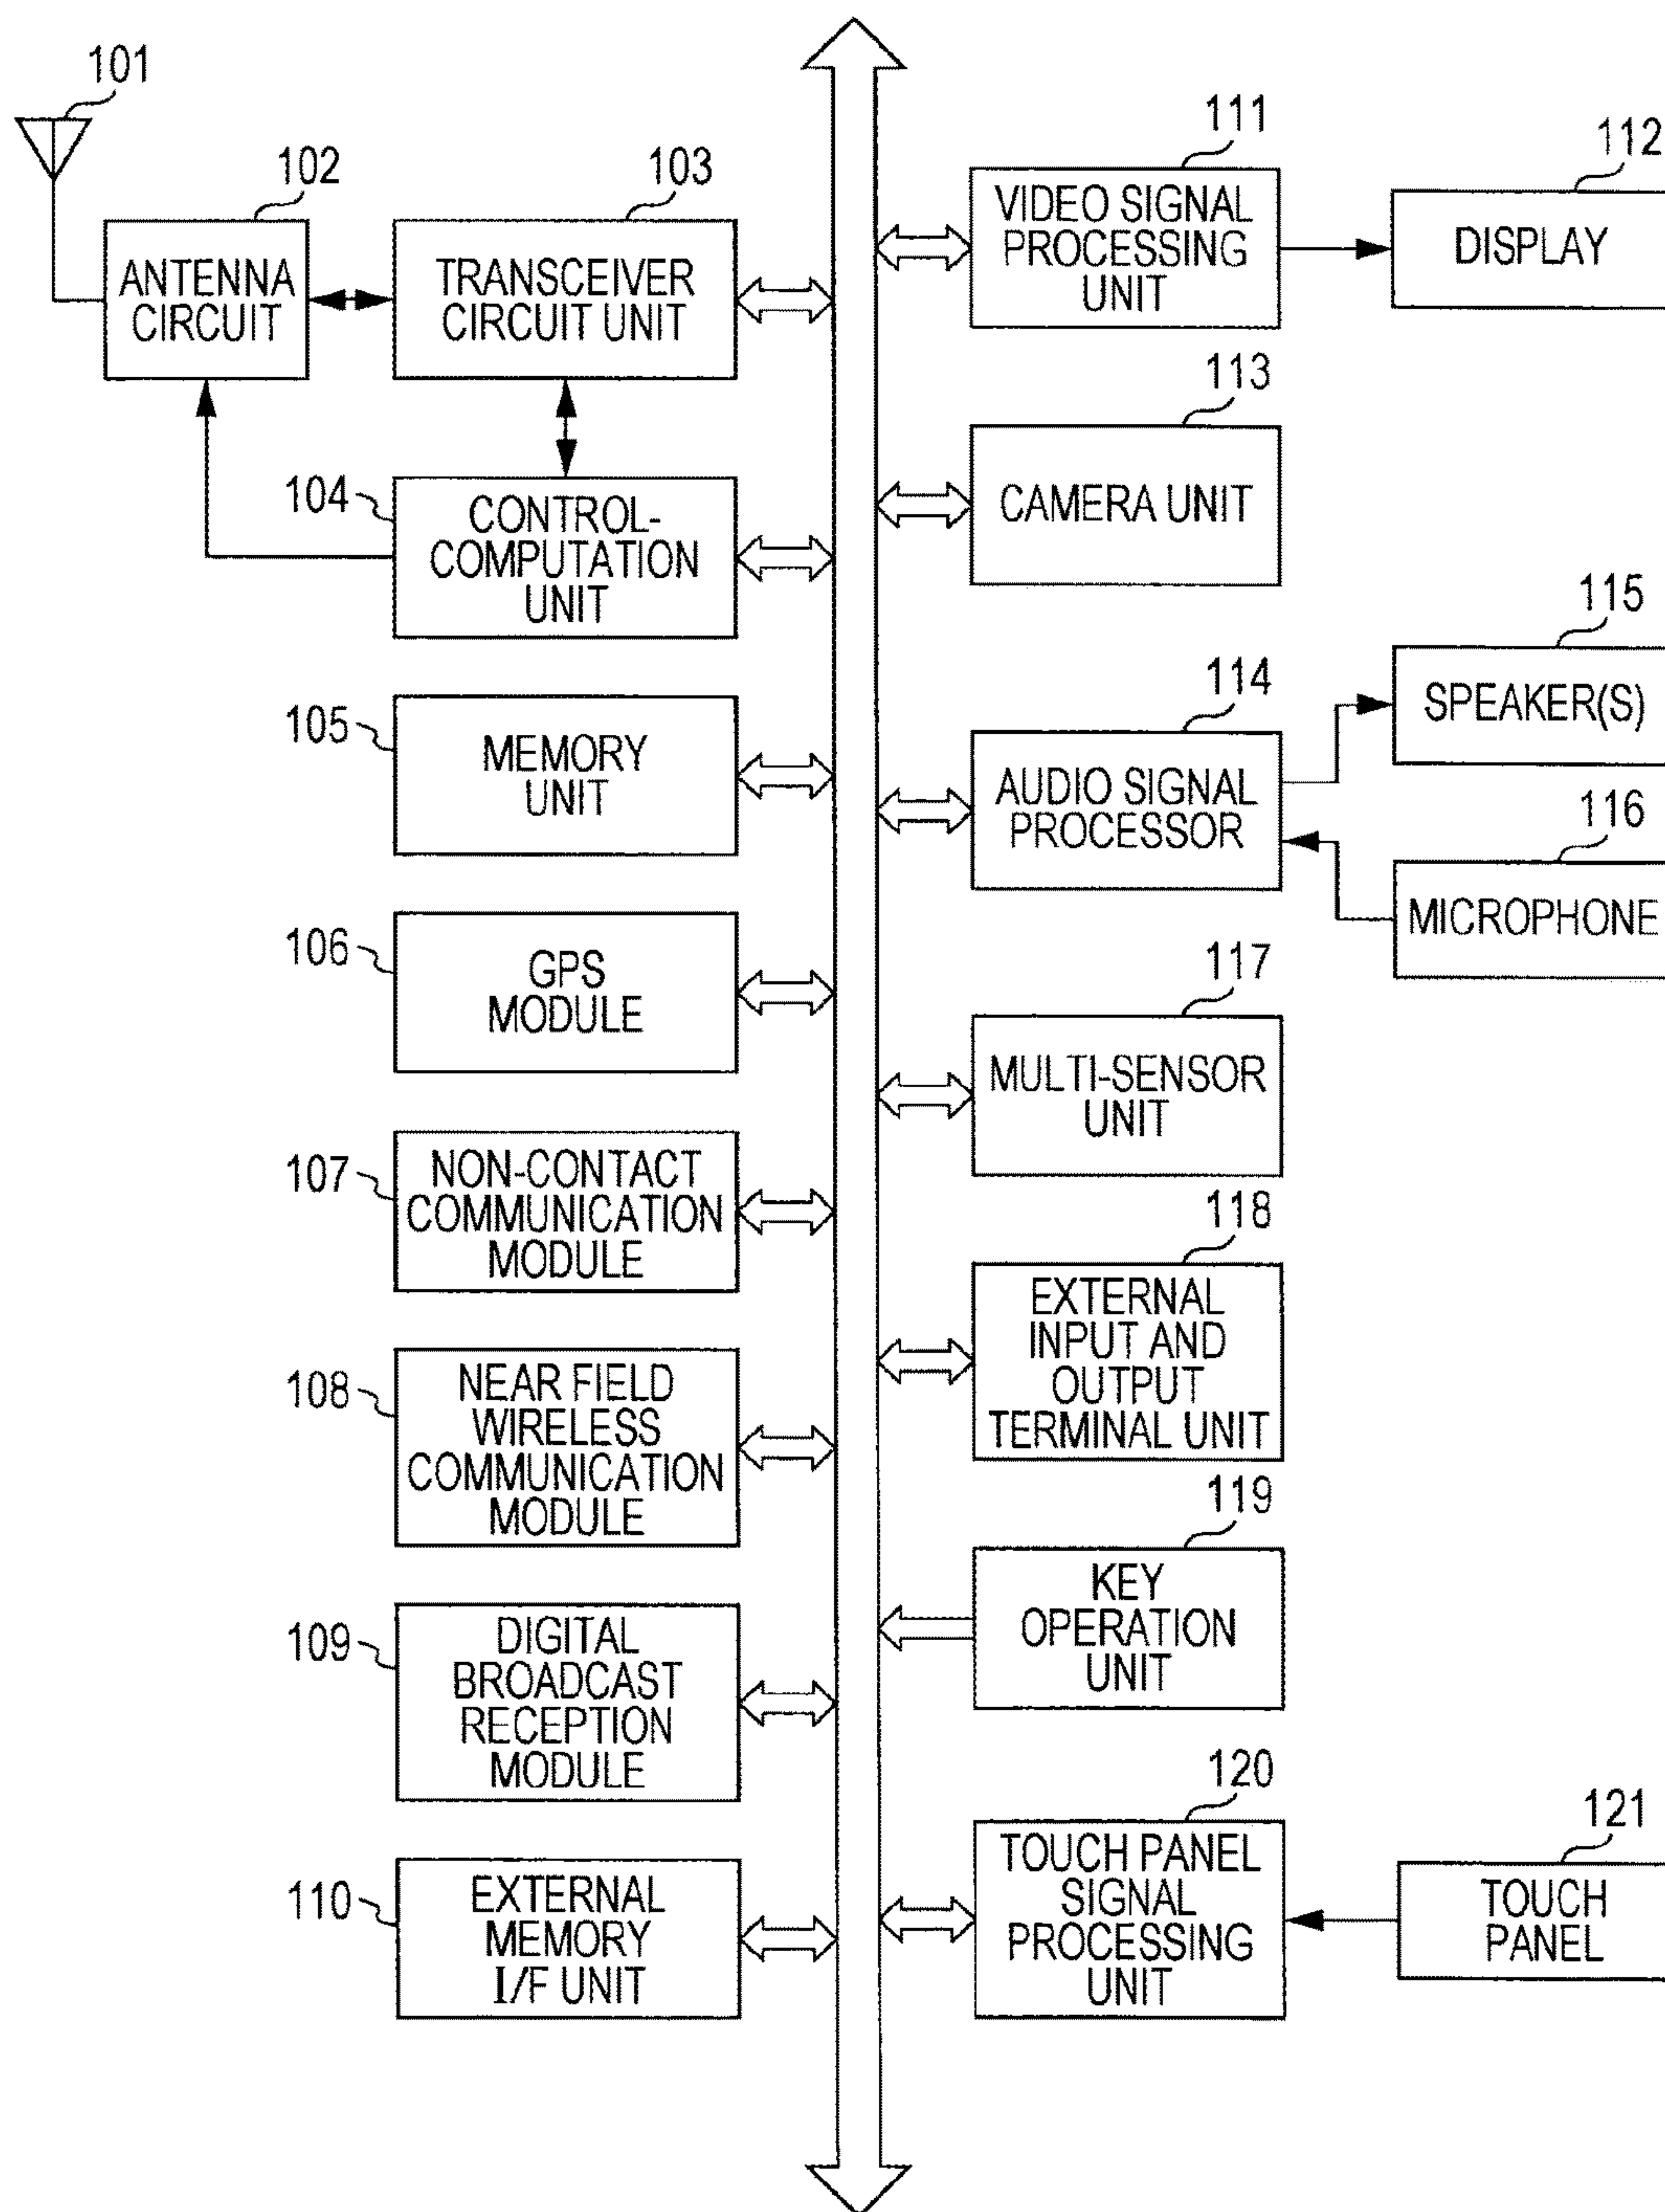 101
102
ANTENNA
CIRCUIT
103
TRANSCEIVER
CIRCUIT UNIT
104
CONTROL-
COMPUTATION
UNIT
105
MEMORY
UNIT
106
GPS
MODULE
107
NON-CONTACT
COMMUNICATION
MODULE
108
NEAR FIELD
WIRELESS
COMMUNICATION
MODULE
109
DIGITAL
BROADCAST
RECEPTION
MODULE
110
EXTERNAL
MEMORY
I/F UNIT
111
VIDEO SIGNAL
PROCESSING
UNIT
112
DISPLAY
113
CAMERA UNIT
114
AUDIO SIGNAL
PROCESSOR
115
SPEAKER(S)
116
MICROPHONE
117
MULTI-SENSOR
UNIT
118
EXTERNAL
INPUT AND
OUTPUT
TERMINAL UNIT
119
KEY
OPERATION
UNIT
120
TOUCH PANEL
SIGNAL
PROCESSING
UNIT
121
TOUCH
PANEL